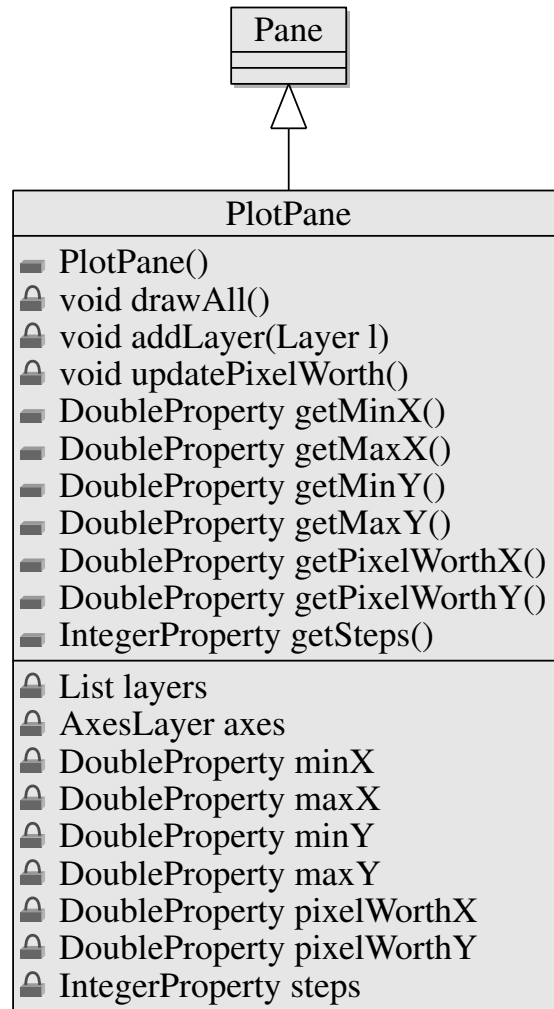 Pane
PlotPane
PlotPane()
void drawAll()
void addLayer(Layer l)
void updatePixelWorth()
DoubleProperty getMinX()
DoubleProperty getMaxX()
DoubleProperty getMinY()
DoubleProperty getMaxY()
DoubleProperty getPixelWorthX()
DoubleProperty getPixelWorthY()
IntegerProperty getSteps()
List layers
AxesLayer axes
DoubleProperty minX
DoubleProperty maxX
DoubleProperty minY
DoubleProperty maxY
DoubleProperty pixelWorthX
DoubleProperty pixelWorthY
IntegerProperty steps